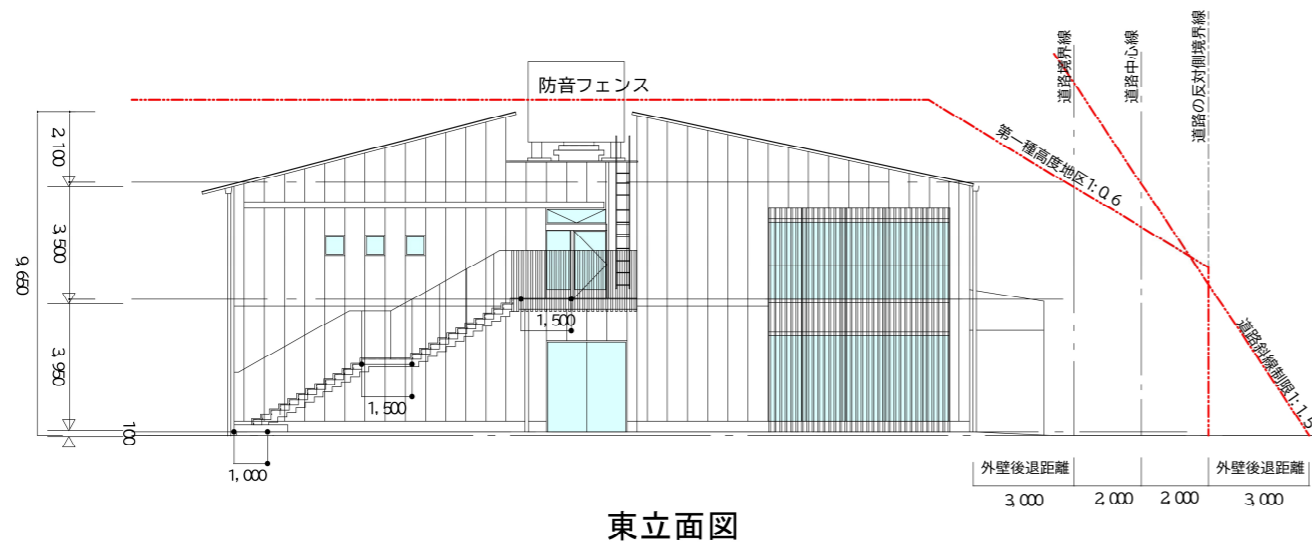 防音フェンス
道路境界線
道路中心線
道路の反対側境界線
第一種高度地区1:0.6
道路斜線制限1:1.5
2,100
3,500
9,650
3,950
100
1,500
1,500
1,000
外壁後退距離
外壁後退距離
3,000
2,000
2,000
3,000
東立面図